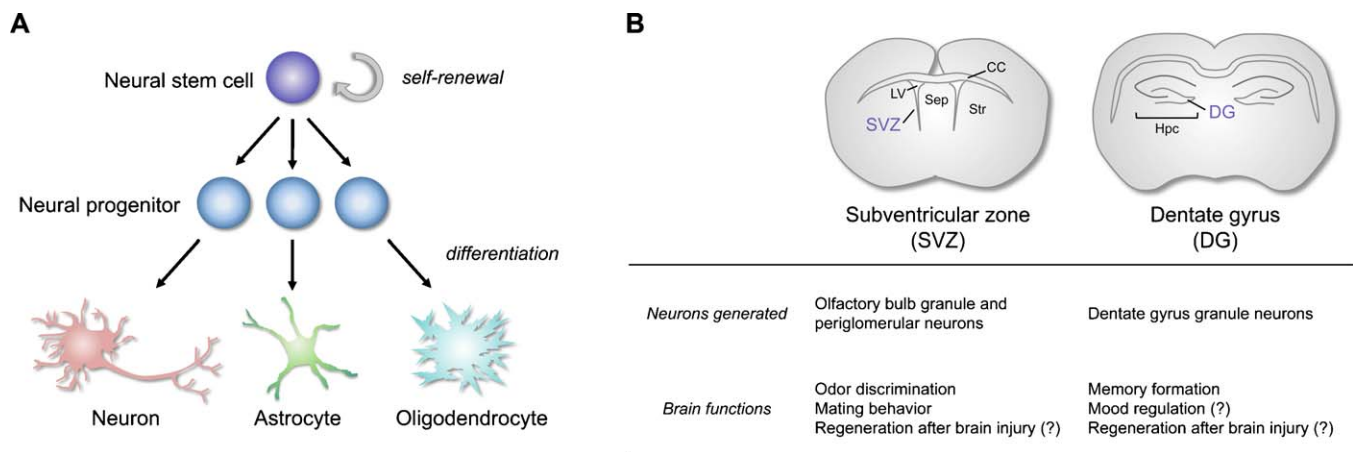 A
Neural stem cell
self-renewal
Neural progenitor
differentiation
Neuron
Astrocyte
Oligodendrocyte
B
CC
LV
Sep
Str
SVZ
DG
Hpc
Subventricular zone
(SVZ)
Dentate gyrus
(DG)
Neurons generated
Olfactory bulb granule and
periglomerular neurons
Dentate gyrus granule neurons
Brain functions
Odor discrimination
Mating behavior
Regeneration after brain injury (?)
Memory formation
Mood regulation (?)
Regeneration after brain injury (?)